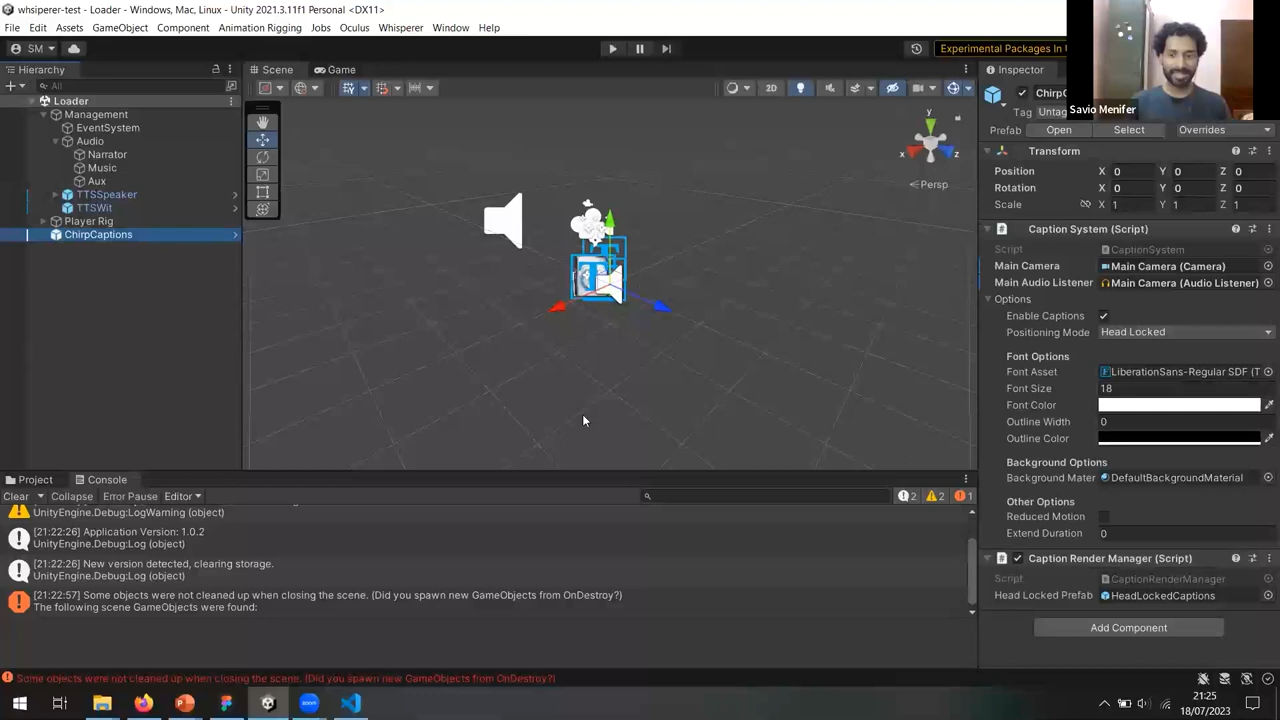 whsiperer-test - Loader - Windows, Mac, Linux - Unity 2021.3.11f1 Personal <DX11>
File Edit Assets GameObject Component Animation Rigging Jobs Oculus Whisperer Window Help
SM Experimental Packages In
Hierarchy
All
Loader
Management
EventSystem
Audio
Narrator
Music
Aux
TTSSpeaker
TTSWit
Player Rig
ChirpCaptions
Scene Game
2D
y
x
z
Persp
Savio Menifer
Inspector
Tag Untag
Prefab Open Select Overrides
Transform
Position X 0 Y 0 Z 0
Rotation X 0 Y 0 Z 0
Scale X 1 Y 1 Z 1
Caption System (Script)
Script CaptionSystem
Main Camera Main Camera (Camera)
Main Audio Listener Main Camera (Audio Listener)
Options
Enable Captions
Positioning Mode Head Locked
Font Options
Font Asset LiberationSans-Regular SDF (T
Font Size 18
Font Color
Outline Width 0
Outline Color
Background Options
Background Mater DefaultBackgroundMaterial
Other Options
Reduced Motion
Extend Duration 0
Caption Render Manager (Script)
Script CaptionRenderManager
Head Locked Prefab HeadLockedCaptions
Add Component
Project Console
Clear Collapse Error Pause Editor 2 2 1
UnityEngine.Debug:LogWarning (object)
[21:22:26] Application Version: 1.0.2
UnityEngine.Debug:Log (object)
[21:22:26] New version detected, clearing storage.
UnityEngine.Debug:Log (object)
[21:22:57] Some objects were not cleaned up when closing the scene. (Did you spawn new GameObjects from OnDestroy?)
The following scene GameObjects were found:
Some objects were not cleaned up when closing the scene. (Did you spawn new GameObjects from OnDestroy?)
zoom
21:25
18/07/2023